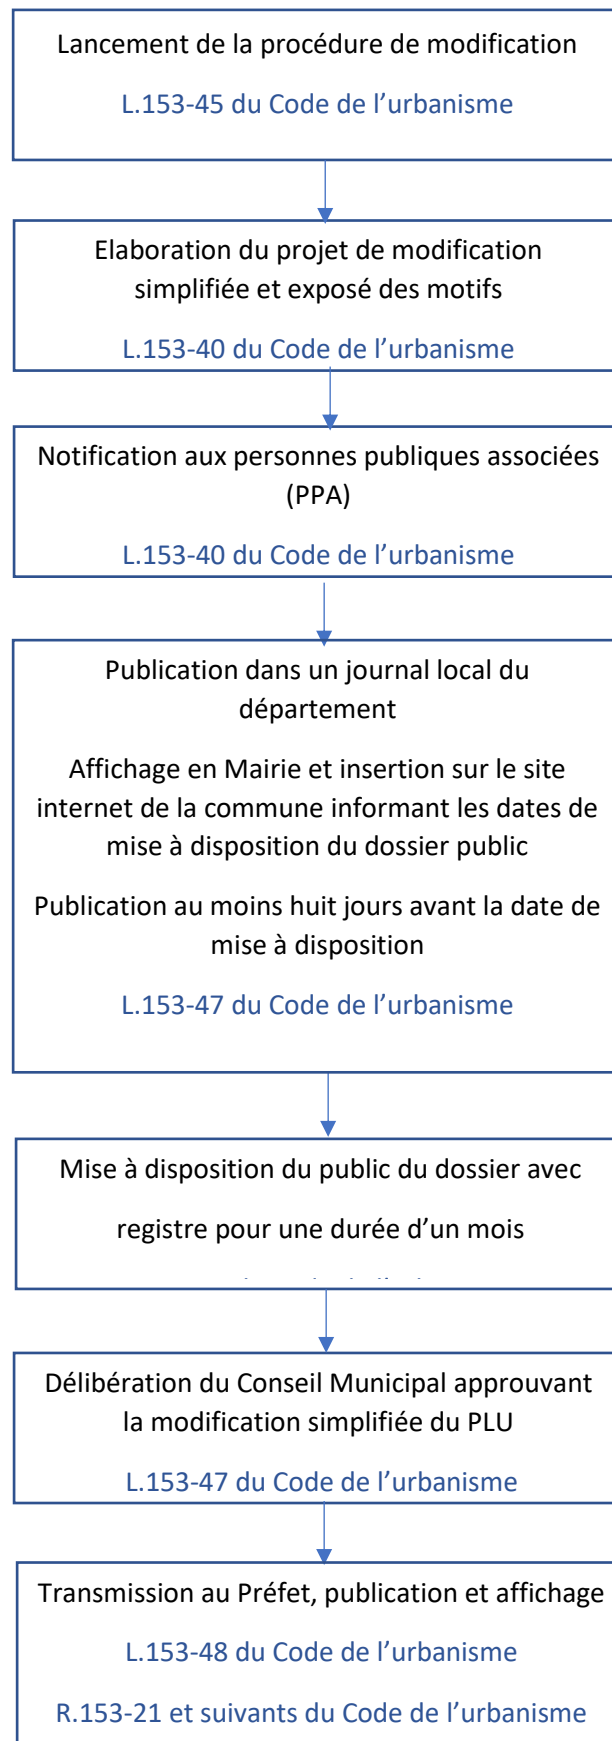 Lancement de la procédure de modification
L.153-45 du Code de l’urbanisme
Elaboration du projet de modification
simplifiée et exposé des motifs
L.153-40 du Code de l’urbanisme
Notification aux personnes publiques associées
(PPA)
L.153-40 du Code de l’urbanisme
Publication dans un journal local du
département
Affichage en Mairie et insertion sur le site
internet de la commune informant les dates de
mise à disposition du dossier public
Publication au moins huit jours avant la date de
mise à disposition
L.153-47 du Code de l’urbanisme
Mise à disposition du public du dossier avec
registre pour une durée d’un mois
Délibération du Conseil Municipal approuvant
la modification simplifiée du PLU
L.153-47 du Code de l’urbanisme
Transmission au Préfet, publication et affichage
L.153-48 du Code de l’urbanisme
R.153-21 et suivants du Code de l’urbanisme